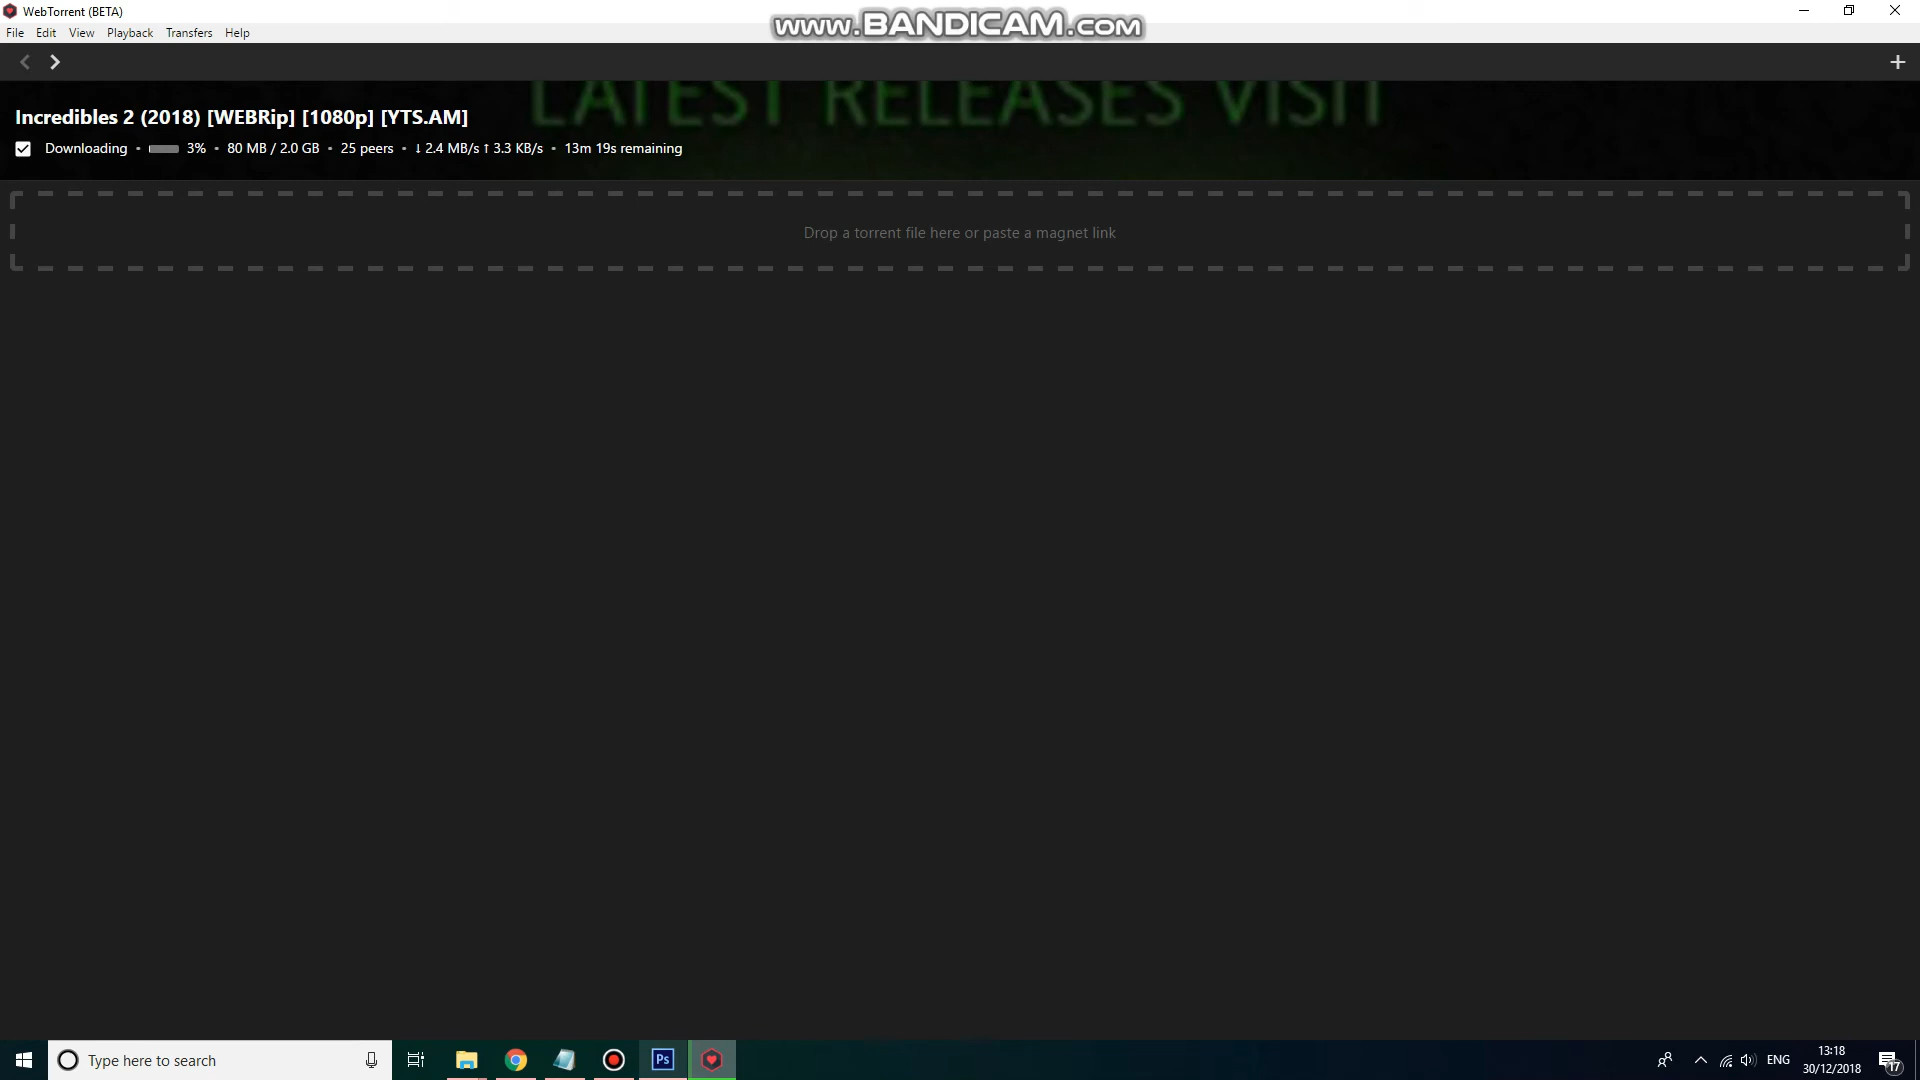 WebTorrent (BETA)
www.BANDICAM.com
File Edit View Playback Transfers Help
LATEST RELEASES VISIT
Incredibles 2 (2018) [WEBRip] [1080p] [YTS.AM]
Downloading • 3% • 80 MB / 2.0 GB • 25 peers • ↓ 2.4 MB/s ↑ 3.3 KB/s • 13m 19s remaining
Drop a torrent file here or paste a magnet link
Type here to search
Ps
ENG
13:18
30/12/2018
17